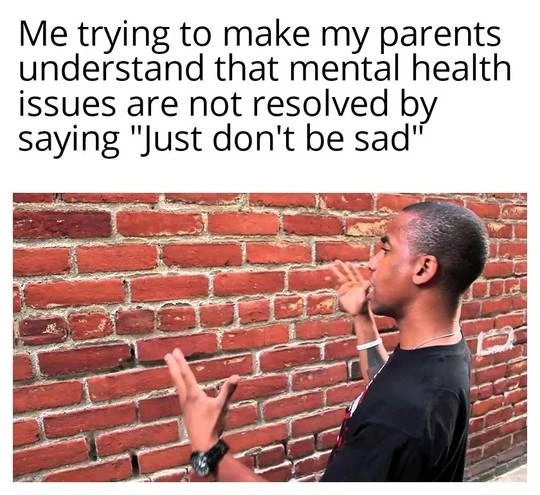 Me trying to make my parents
understand that mental health
issues are not resolved by
saying "Just don't be sad"